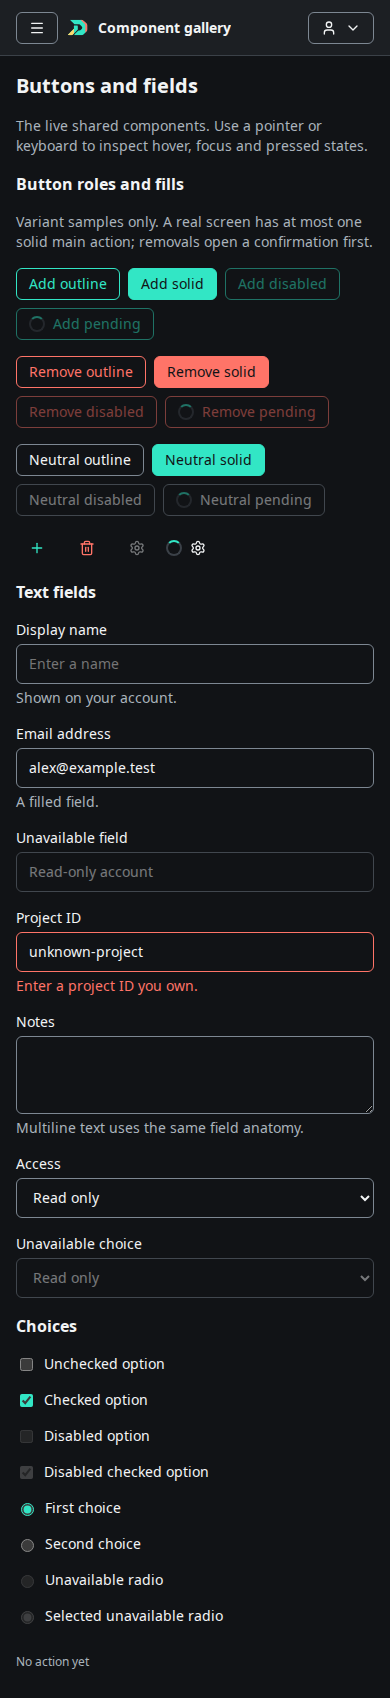 Component gallery
Buttons and fields
The live shared components. Use a pointer or
keyboard to inspect hover, focus and pressed states.
Button roles and fills
Variant samples only. A real screen has at most one
solid main action; removals open a confirmation first.
Add outline Add solid Add disabled
Add pending
Remove outline Remove solid
Remove disabled Remove pending
Neutral outline Neutral solid
Neutral disabled Neutral pending
Text fields
Display name
Enter a name
Shown on your account.
Email address
alex@example.test
A filled field.
Unavailable field
Read-only account
Project ID
unknown-project
Enter a project ID you own.
Notes
Multiline text uses the same field anatomy.
Access
Read only
Unavailable choice
Read only
Choices
Unchecked option
Checked option
Disabled option
Disabled checked option
First choice
Second choice
Unavailable radio
Selected unavailable radio
No action yet